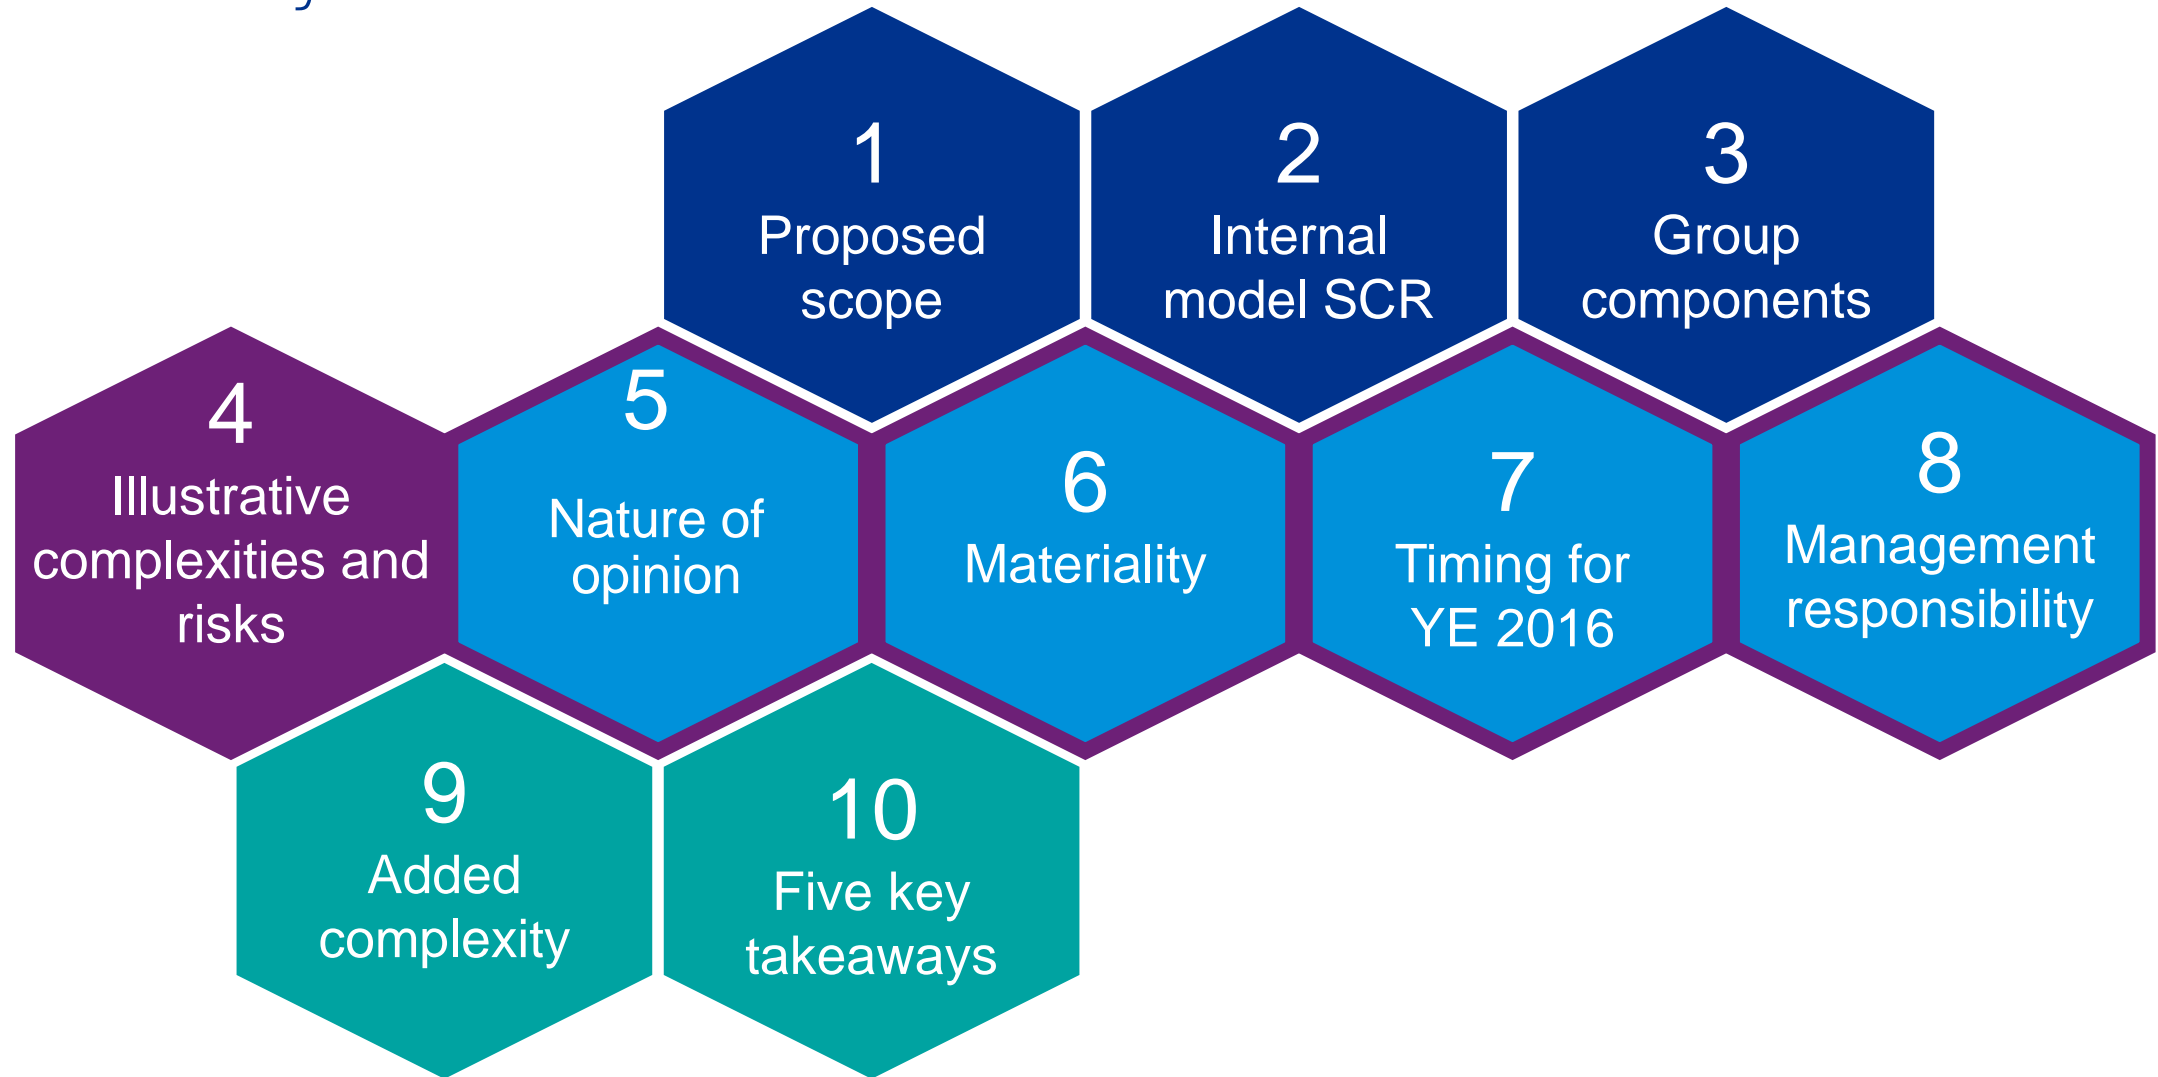 1
Proposed
scope
2
Internal
model SCR
3
Group
components
4
Illustrative
complexities and
risks
5
Nature of
opinion
6
Materiality
7
Timing for
YE 2016
8
Management
responsibility
9
Added
complexity
10
Five key
takeaways